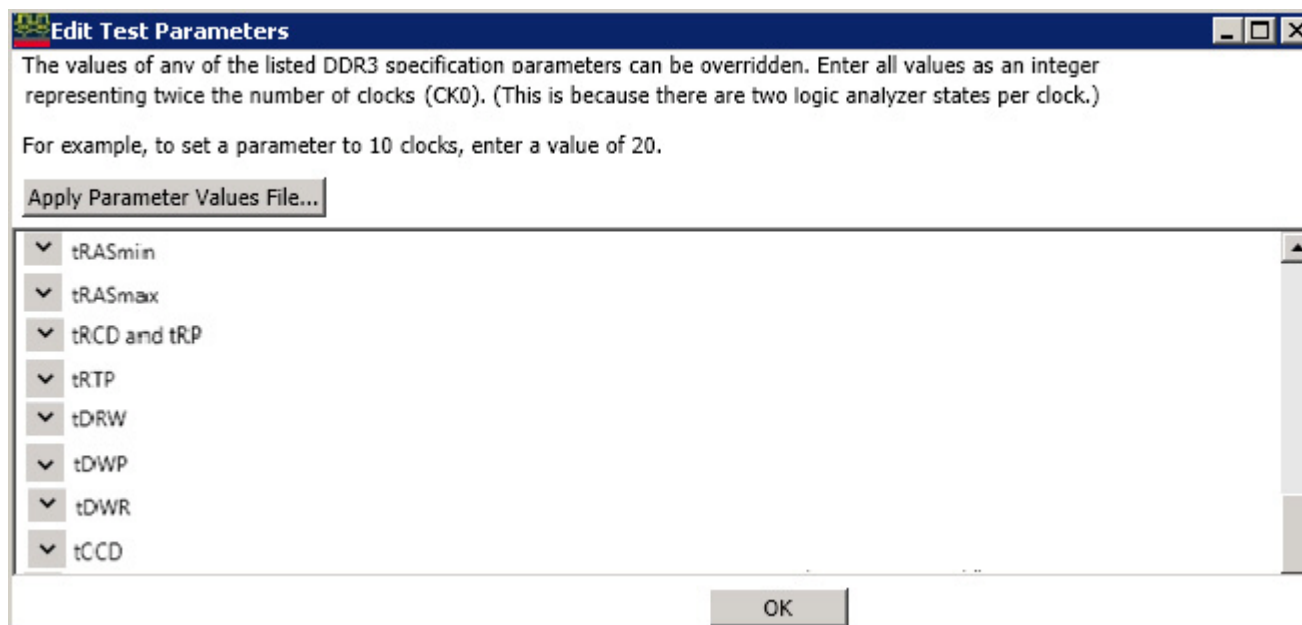 Edit Test Parameters
The values of any of the listed DDR3 specification parameters can be overridden. Enter all values as an integer
representing twice the number of clocks (CK0). (This is because there are two logic analyzer states per clock.)
For example, to set a parameter to 10 clocks, enter a value of 20.
Apply Parameter Values File...
tRASmin
tRASmax
tRCD and tRP
tRTP
tDRW
tDWP
tDWR
tCCD
OK